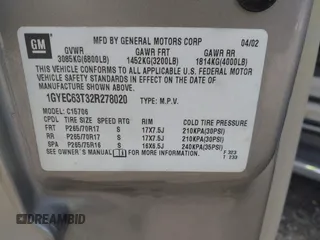 GM
MFD BY GENERAL MOTORS CORP 04/02
GVWR GAWR FRT GAWR RR
3085KG(6800LB) 1452KG(3200LB) 1814KG(4000LB)
THIS VEHICLE CONFORMS TO ALL APPLICABLE U.S. FEDERAL
MOTOR VEHICLE SAFETY STANDARDS IN EFFECT ON THE DATE OF
MANUFACTURE SHOWN ABOVE.
1GYEC63T32R278020 TYPE: M.P.V.
C15706
CPDL TIRE SIZE SPEED RTG RIM COLD TIRE PRESSURE
FRT P265/70R17 S 17X7.5J 210KPA(30PSI)
RR P265/70R17 S 17X7.5J 210KPA(30PSI)
SPA P265/75R16 S 16X6.5J 240KPA(35PSI)
SEE OWNER'S MANUAL FOR ADDITIONAL INFORMATION
DREAMBID